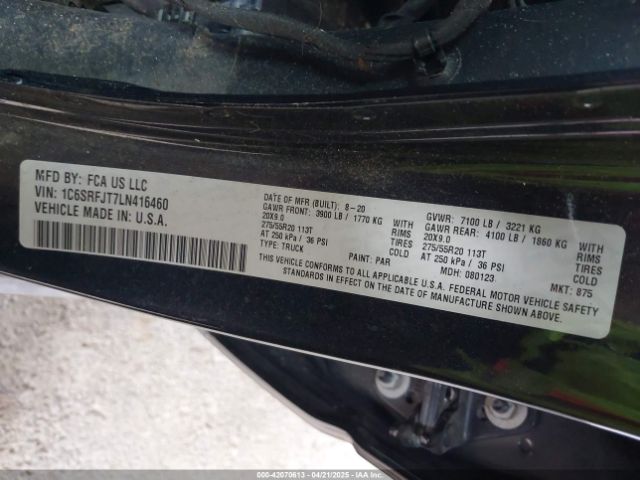 MFD BY: FCA US LLC
VIN: 1C6SRFJT7LN416460
VEHICLE MADE IN U.S.A.
DATE OF MFR (BUILT): 8-20
GAWR FRONT: 3900 LB / 1770 KG WITH
20X9.0 RIMS
275/55R20 113T TIRES
AT 250 kPa / 36 PSI COLD
TYPE: TRUCK PAINT: PAR
GVWR: 7100 LB / 3221 KG
GAWR REAR: 4100 LB / 1860 KG WITH
20X9.0 RIMS
275/55R20 113T TIRES
AT 250 kPa / 36 PSI COLD
MDH: 080123 MKT: 875
THIS VEHICLE CONFORMS TO ALL APPLICABLE U.S.A. FEDERAL MOTOR VEHICLE SAFETY
STANDARDS IN EFFECT ON THE DATE OF MANUFACTURE SHOWN ABOVE.
000-42070613 - 04/21/2025 - IAAI.COM